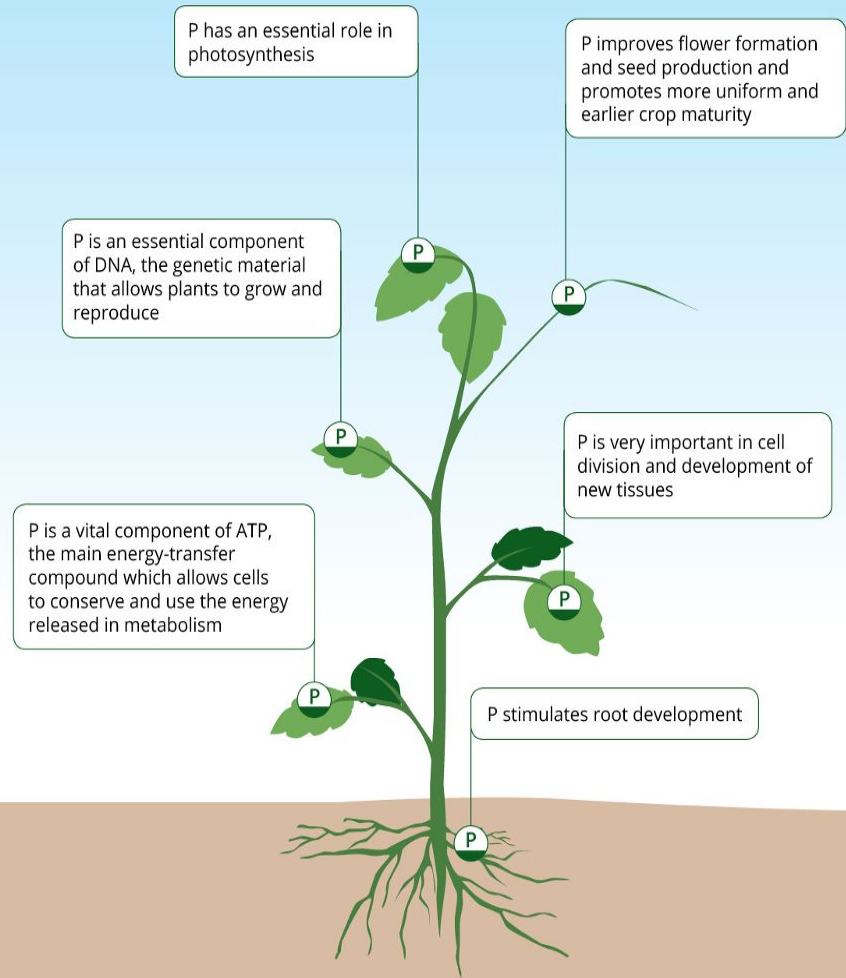 P has an essential role in
photosynthesis
P improves flower formation
and seed production and
promotes more uniform and
earlier crop maturity
P is an essential component
of DNA, the genetic material
that allows plants to grow and
reproduce
P
P
P
P is very important in cell
division and development of
new tissues
P is a vital component of ATP,
the main energy-transfer
compound which allows cells
to conserve and use the energy
released in metabolism
P
P
P stimulates root development
P